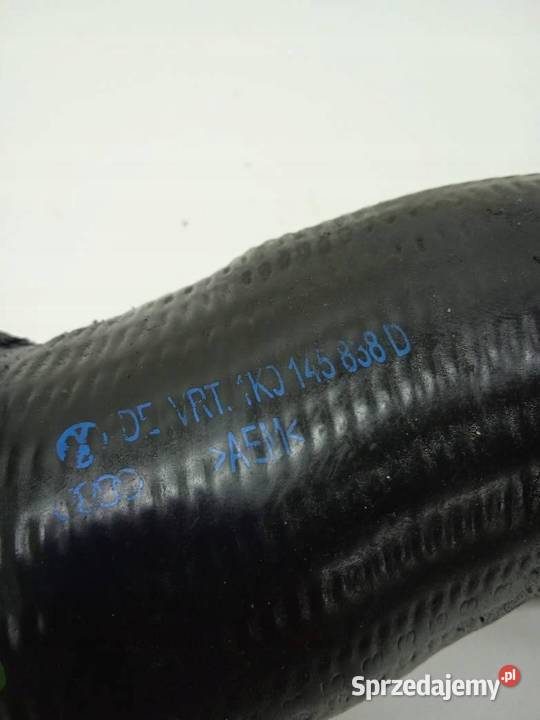 DE VRT. 1K0 145 838 D
>AEM<
Sprzedajemy.pl